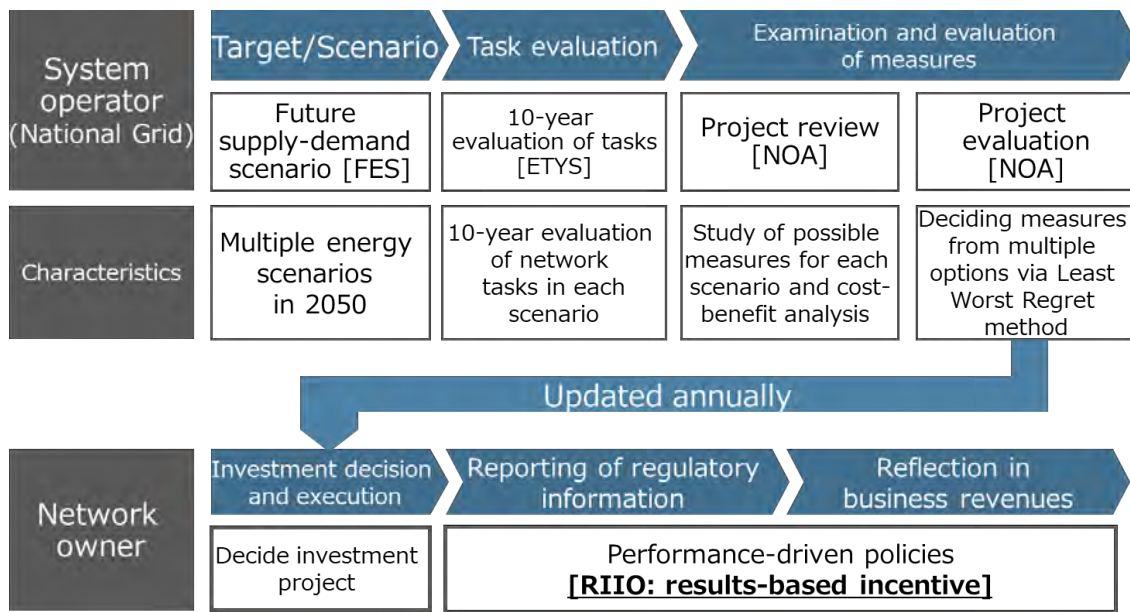 System
operator
(National Grid)
Target/Scenario
Task evaluation
Examination and evaluation
of measures
Future
supply-demand
scenario [FES]
10-year
evaluation of tasks
[ETYS]
Project review
[NOA]
Project
evaluation
[NOA]
Characteristics
Multiple energy
scenarios
in 2050
10-year evaluation
of network
tasks in each
scenario
Study of possible
measures for each
scenario and cost-
benefit analysis
Deciding measures
from multiple
options via Least
Worst Regret
method
Updated annually
Network
owner
Investment decision
and execution
Reporting of regulatory
information
Reflection in
business revenues
Decide investment
project
Performance-driven policies
[RIIO: results-based incentive]